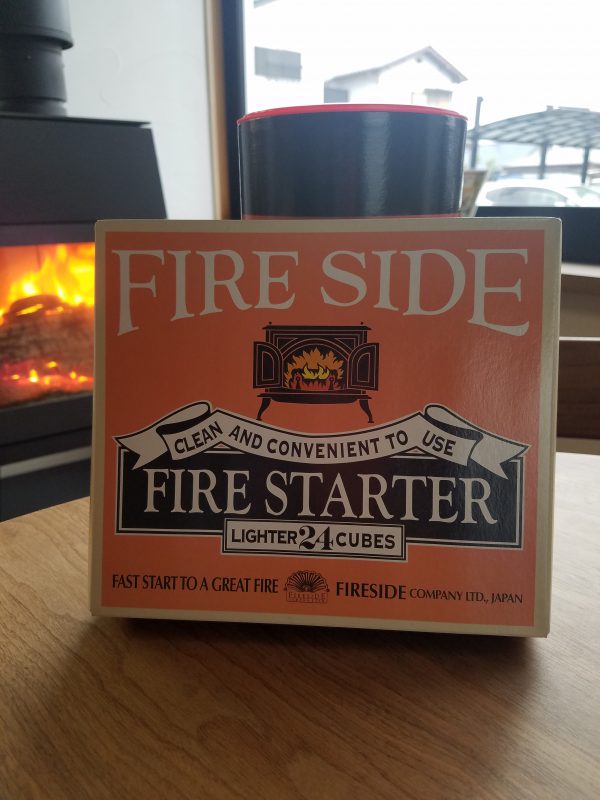 FIRE SIDE
CLEAN AND CONVENIENT TO USE
FIRE STARTER
LIGHTER 24 CUBES
FAST START TO A GREAT FIRE FIRESIDE FIRESIDE COMPANY LTD., JAPAN